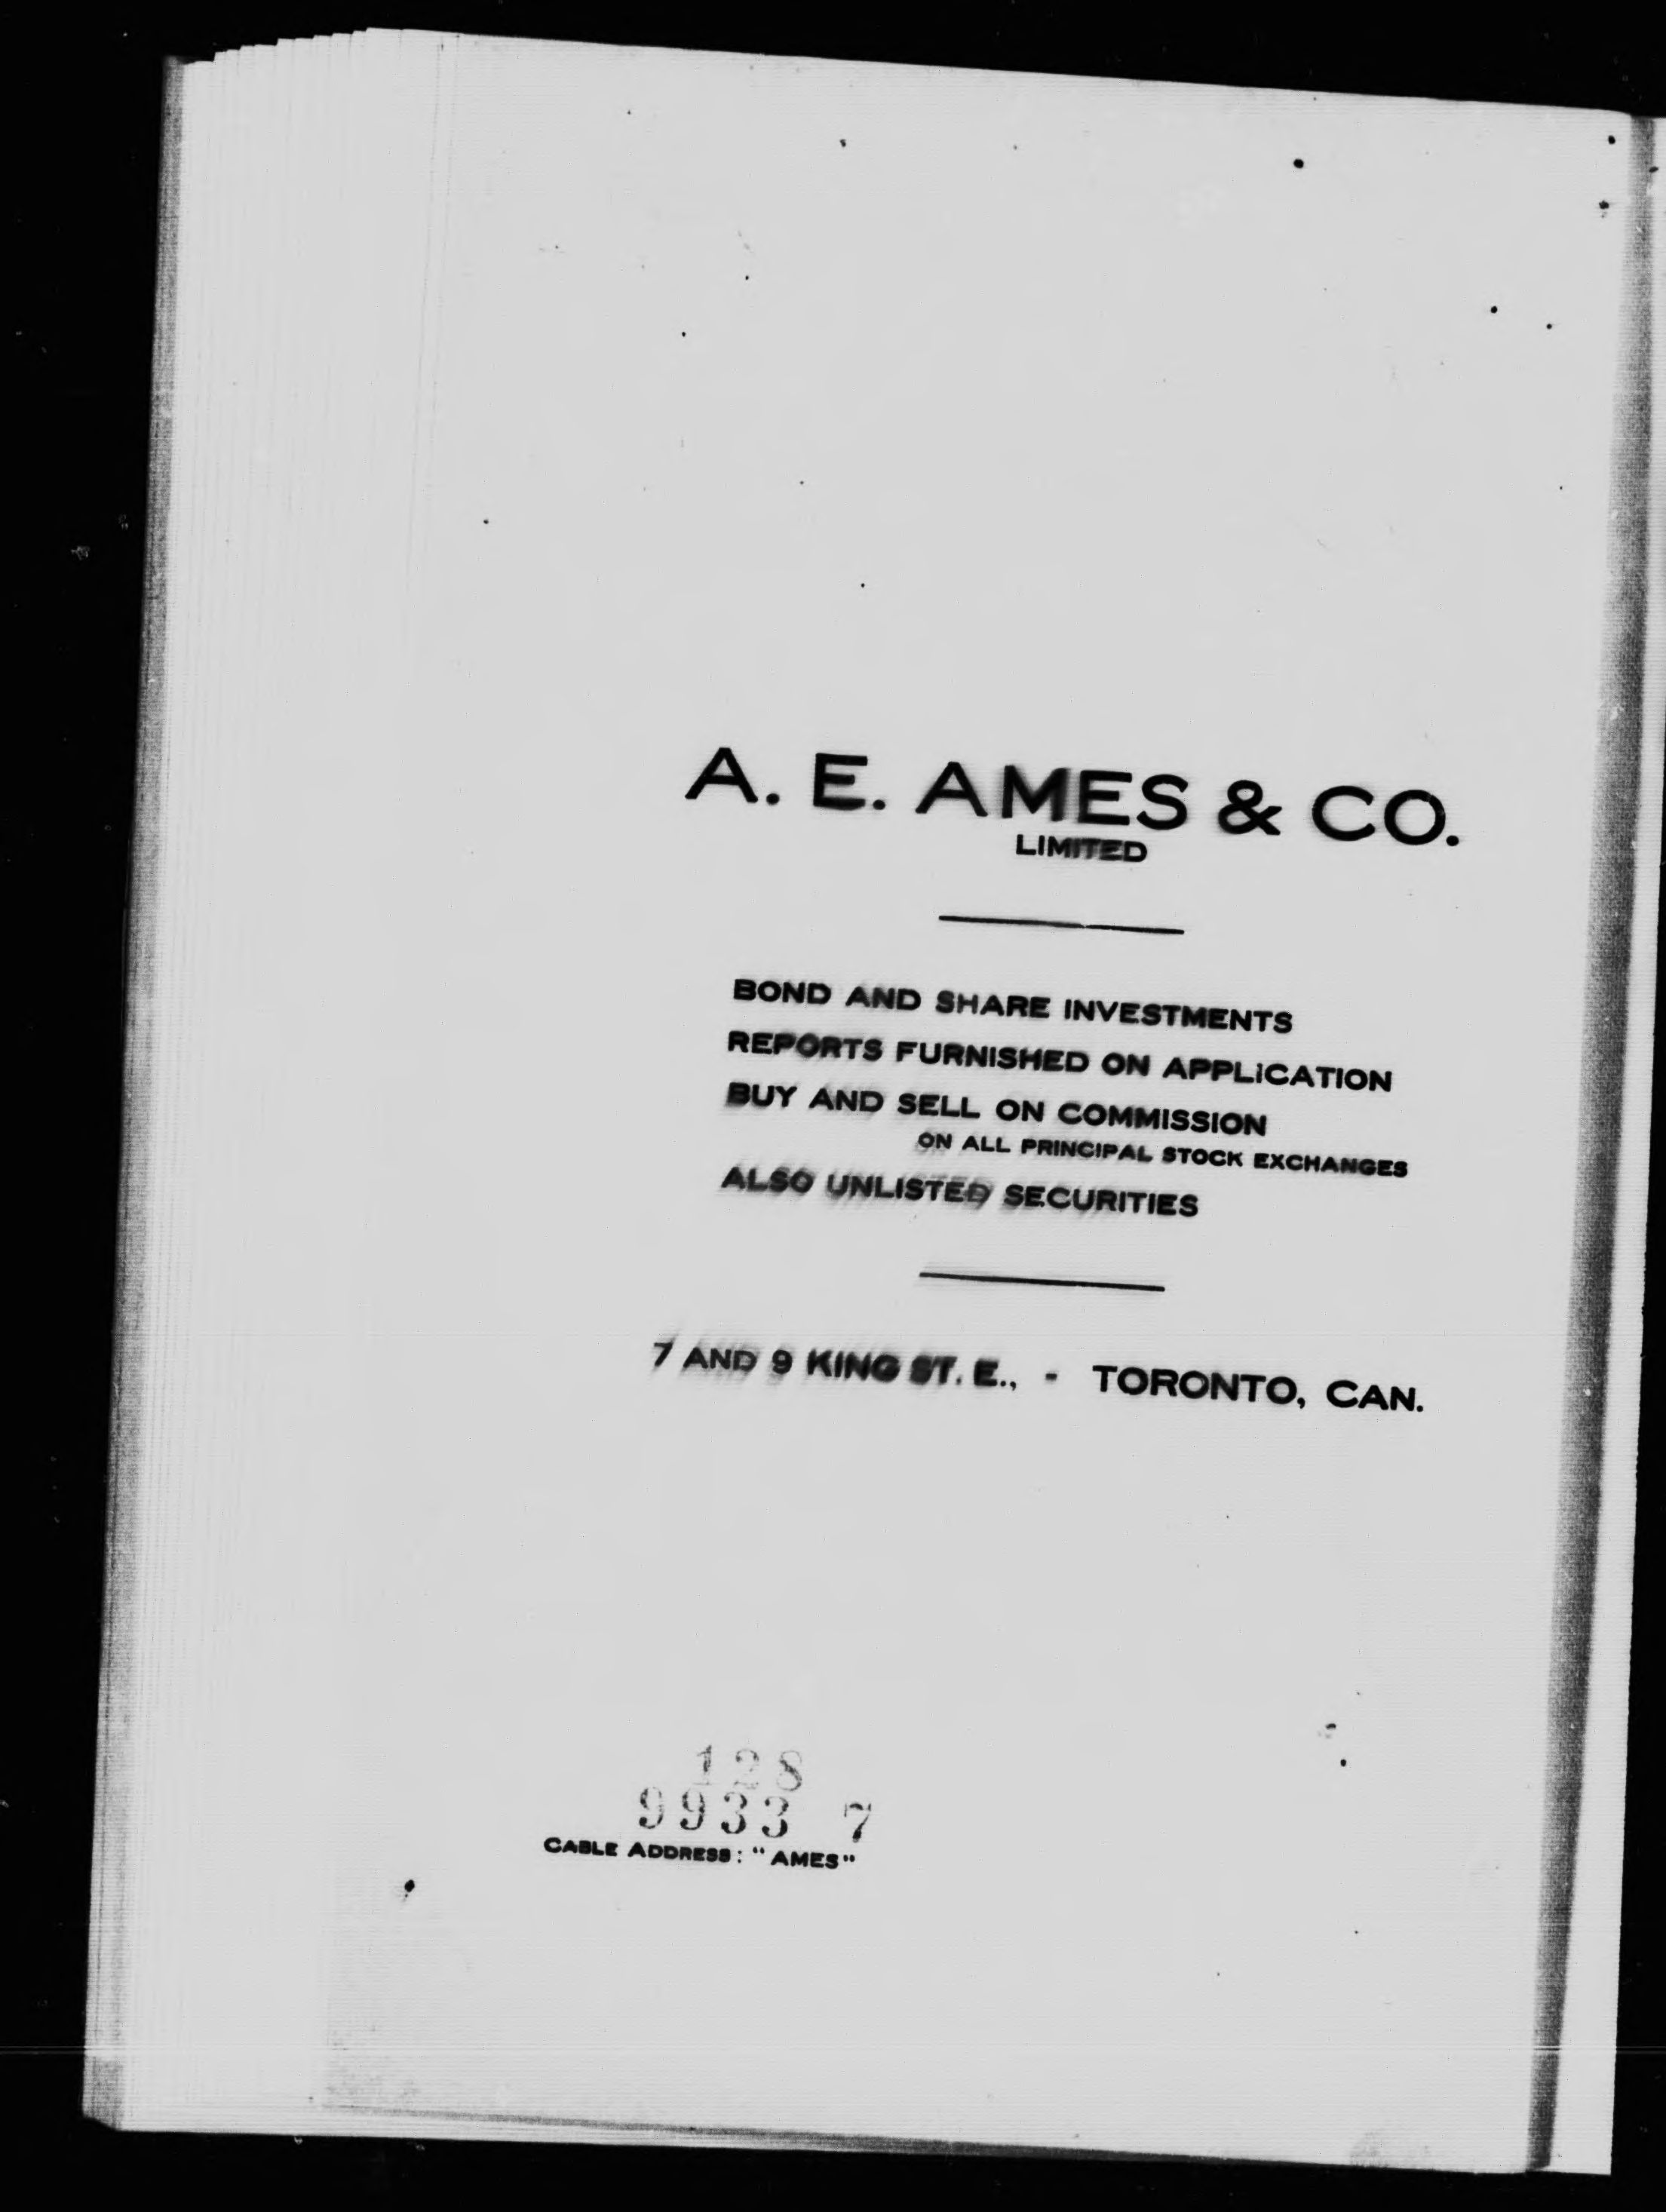 A. E. AMES & CO.
LIMITED
BOND AND SHARE INVESTMENTS
REPORTS FURNISHED ON APPLICATION
BUY AND SELL ON COMMISSION
ON ALL PRINCIPAL STOCK EXCHANGES
ALSO UNLISTED SECURITIES
7 AND 9 KING ST. E., - TORONTO, CAN.
128
9933 7
CABLE ADDRESS: "AMES"